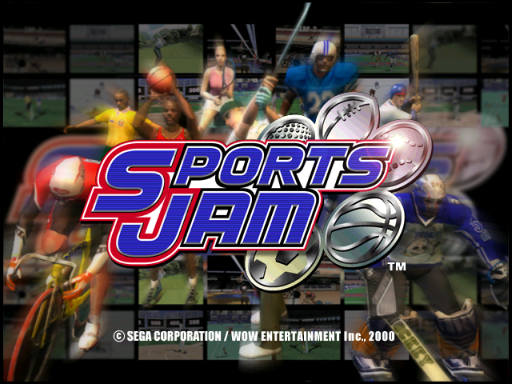 SPORTS
JAM
TM
© SEGA CORPORATION / WOW ENTERTAINMENT Inc., 2000